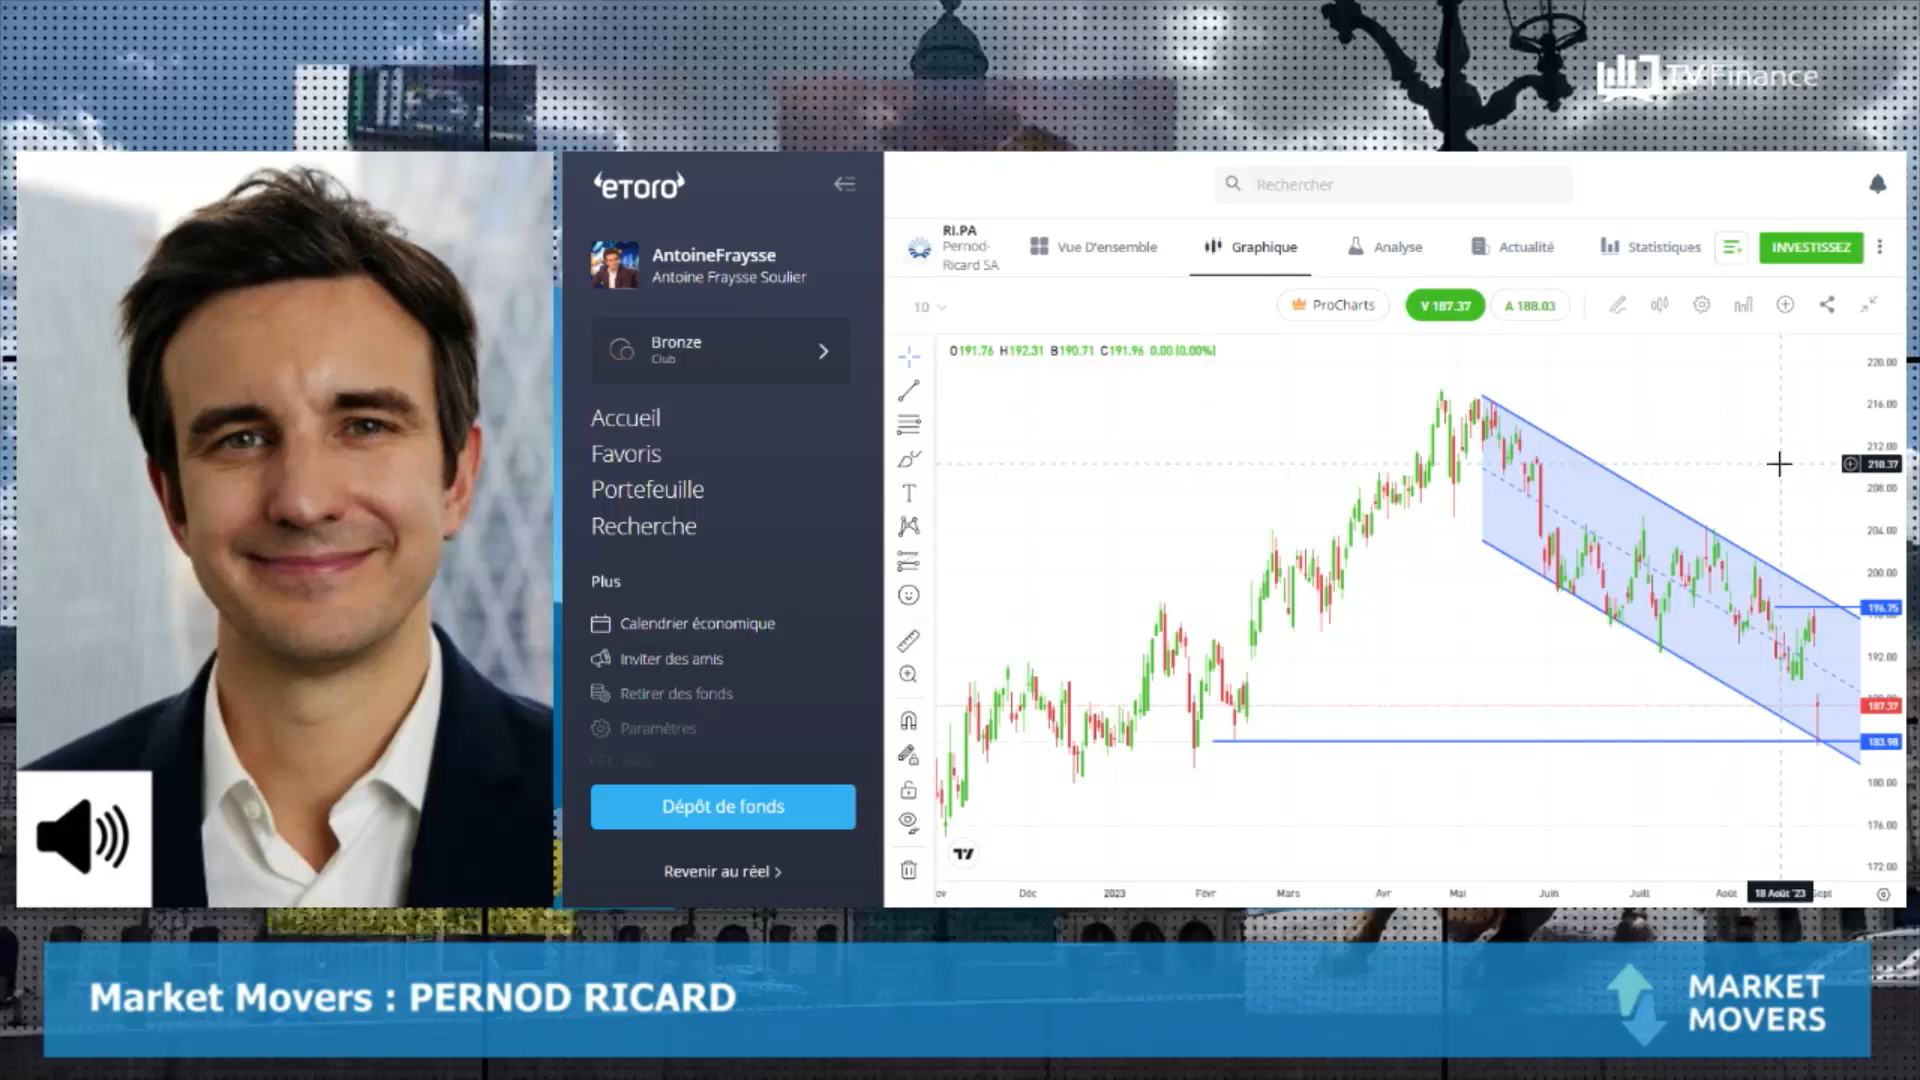 TV Finance
eTORO
AntoineFraysse
Antoine Fraysse Soulier
Bronze
Club
Accueil
Favoris
Portefeuille
Recherche
Plus
Calendrier économique
Inviter des amis
Retirer des fonds
Paramètres
Dépôt de fonds
Revenir au réel >
Rechercher
RI.PA
Pernod-
Ricard SA
Vue D'ensemble
Graphique
Analyse
Actualité
Statistiques
INVESTISSEZ
1D
ProCharts
V 187.37
A 188.03
O191.76 H192.31 B190.71 C191.96 0.00 (0.00%)
220.00
216.00
212.00
210.37
208.00
204.00
200.00
196.75
192.00
187.37
183.98
180.00
176.00
172.00
ov
Déc
2023
Févr
Mars
Avr
Mai
Juin
Juill
Août
18 Août '23
Sept
Market Movers : PERNOD RICARD
MARKET
MOVERS